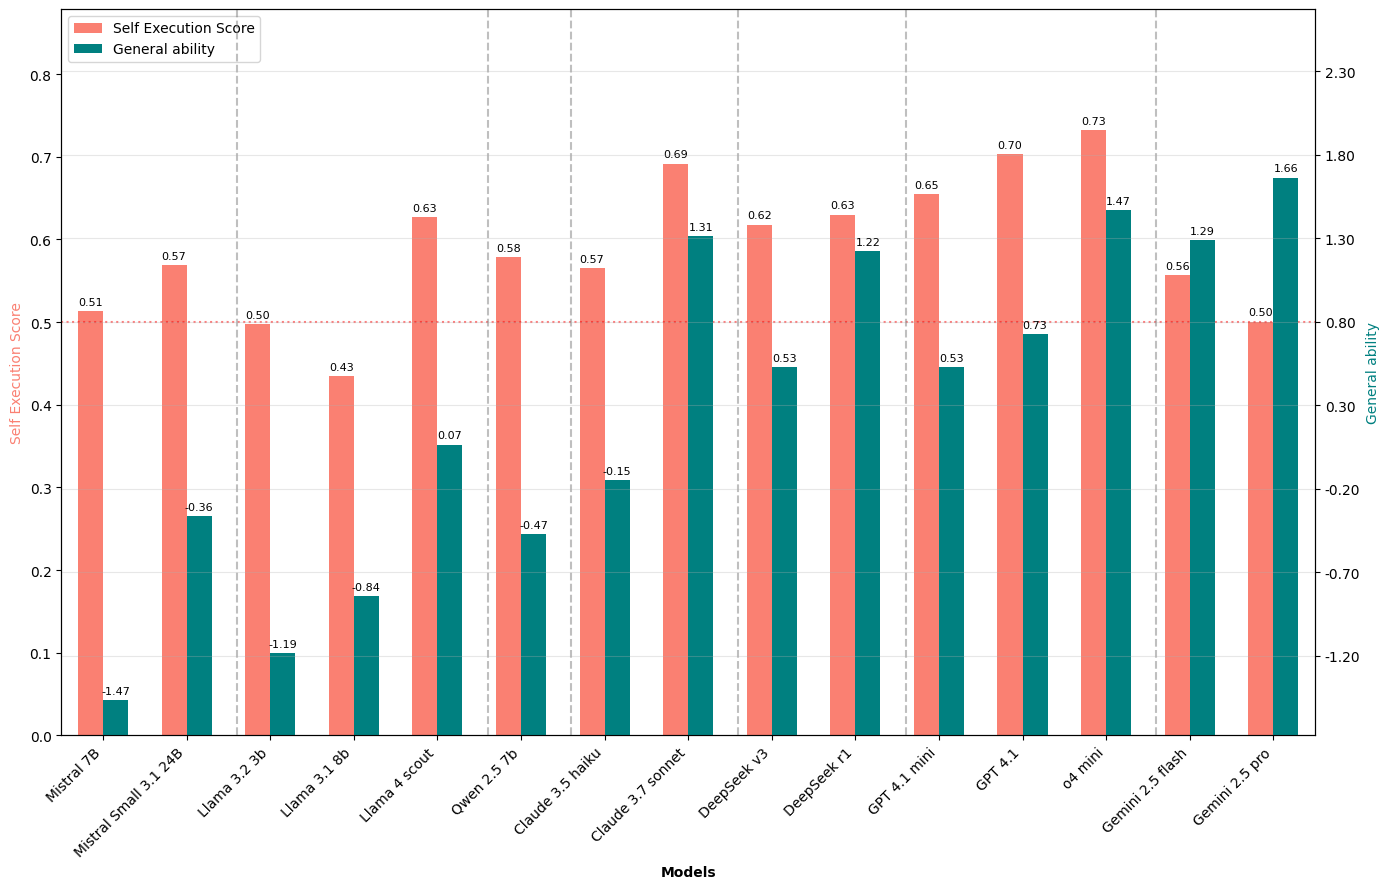 Self Execution Score
General ability
0.8
0.7
0.6
0.5
0.4
0.3
0.2
0.1
0.0
Self Execution Score
2.30
1.80
1.30
0.80
0.30
-0.20
-0.70
-1.20
General ability
0.51
-1.47
0.57
-0.36
0.50
-1.19
0.43
-0.84
0.63
0.07
0.58
-0.47
0.57
-0.15
0.69
1.31
0.62
0.53
0.63
1.22
0.65
0.53
0.70
0.73
0.73
1.47
0.56
1.29
0.50
1.66
Mistral 7B
Mistral Small 3.1 24B
Llama 3.2 3b
Llama 3.1 8b
Llama 4 scout
Qwen 2.5 7b
Claude 3.5 haiku
Claude 3.7 sonnet
DeepSeek v3
DeepSeek r1
GPT 4.1 mini
GPT 4.1
o4 mini
Gemini 2.5 flash
Gemini 2.5 pro
Models